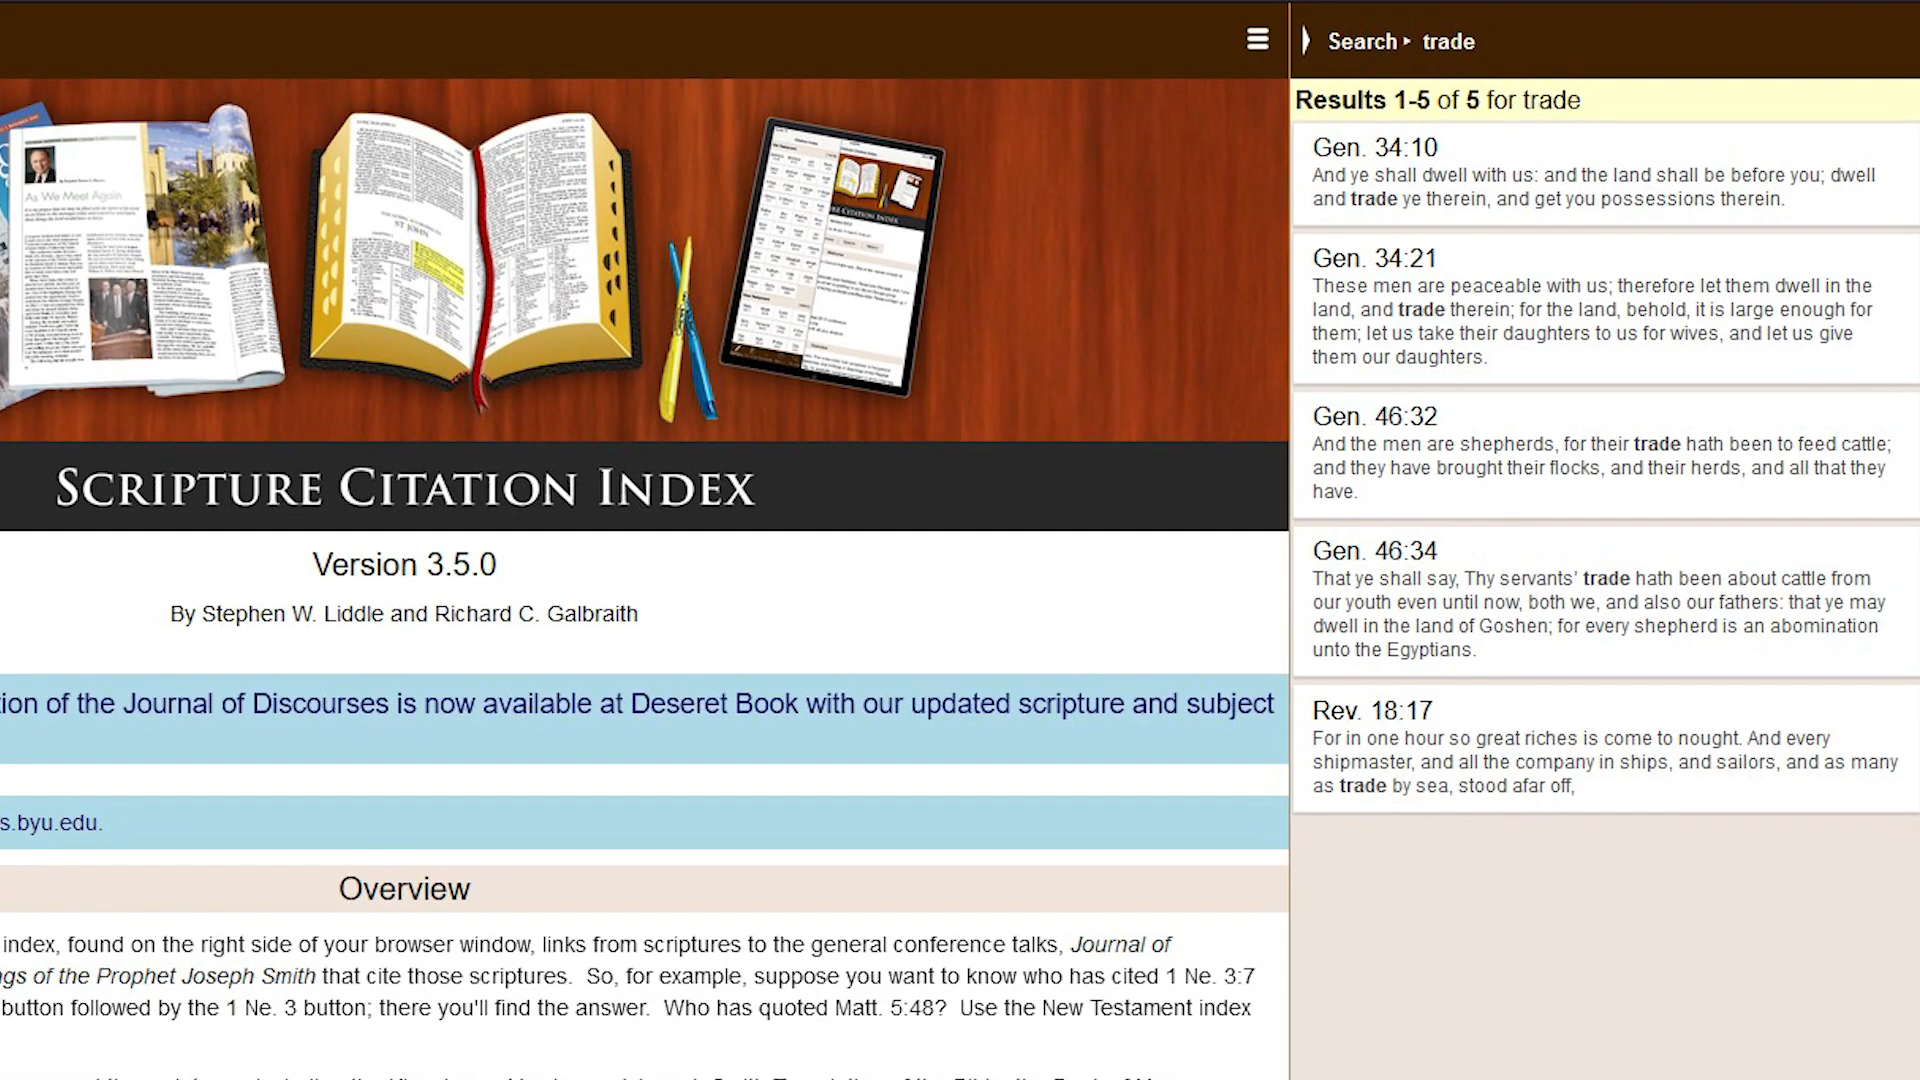 Search ▸ trade
Results 1-5 of 5 for trade
Gen. 34:10
And ye shall dwell with us: and the land shall be before you; dwell
and trade ye therein, and get you possessions therein.
Gen. 34:21
These men are peaceable with us; therefore let them dwell in the
land, and trade therein; for the land, behold, it is large enough for
them; let us take their daughters to us for wives, and let us give
them our daughters.
Gen. 46:32
And the men are shepherds, for their trade hath been to feed cattle;
and they have brought their flocks, and their herds, and all that they
have.
Gen. 46:34
That ye shall say, Thy servants' trade hath been about cattle from
our youth even until now, both we, and also our fathers: that ye may
dwell in the land of Goshen; for every shepherd is an abomination
unto the Egyptians.
Rev. 18:17
For in one hour so great riches is come to nought. And every
shipmaster, and all the company in ships, and sailors, and as many
as trade by sea, stood afar off,
As We Meet Again
ST JOHN
SCRIPTURE CITATION INDEX
Version 3.5.0
By Stephen W. Liddle and Richard C. Galbraith
tion of the Journal of Discourses is now available at Deseret Book with our updated scripture and subject
s.byu.edu.
Overview
index, found on the right side of your browser window, links from scriptures to the general conference talks, Journal of
gs of the Prophet Joseph Smith that cite those scriptures. So, for example, suppose you want to know who has cited 1 Ne. 3:7
button followed by the 1 Ne. 3 button; there you'll find the answer. Who has quoted Matt. 5:48? Use the New Testament index